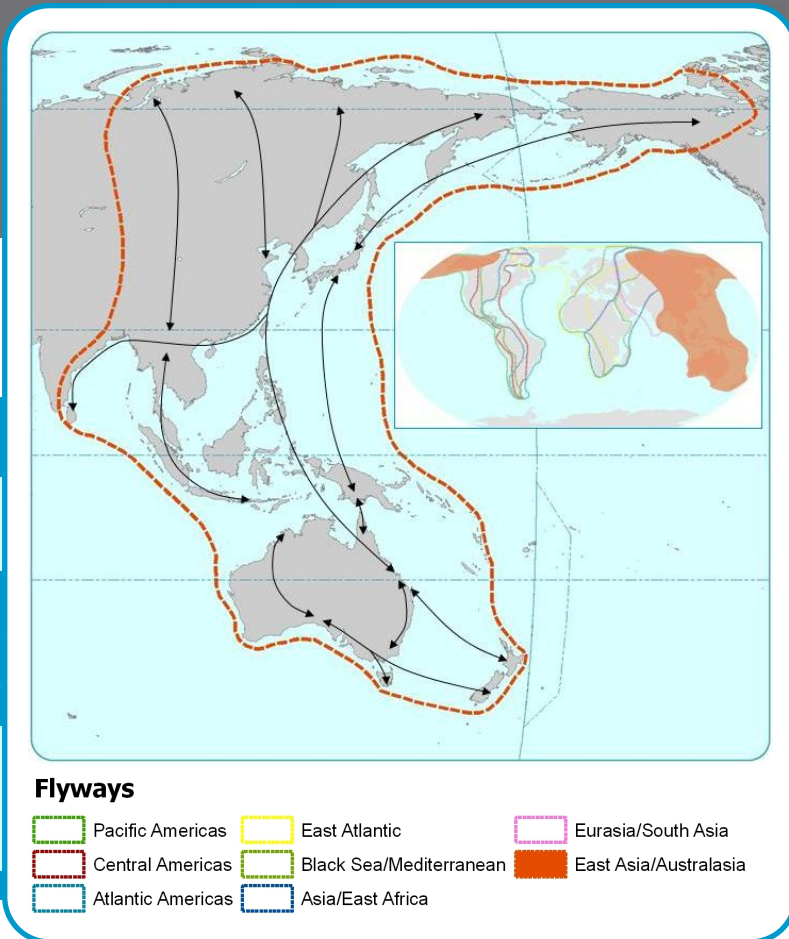 Flyways
Pacific Americas
East Atlantic
Eurasia/South Asia
Central Americas
Black Sea/Mediterranean
East Asia/Australasia
Atlantic Americas
Asia/East Africa